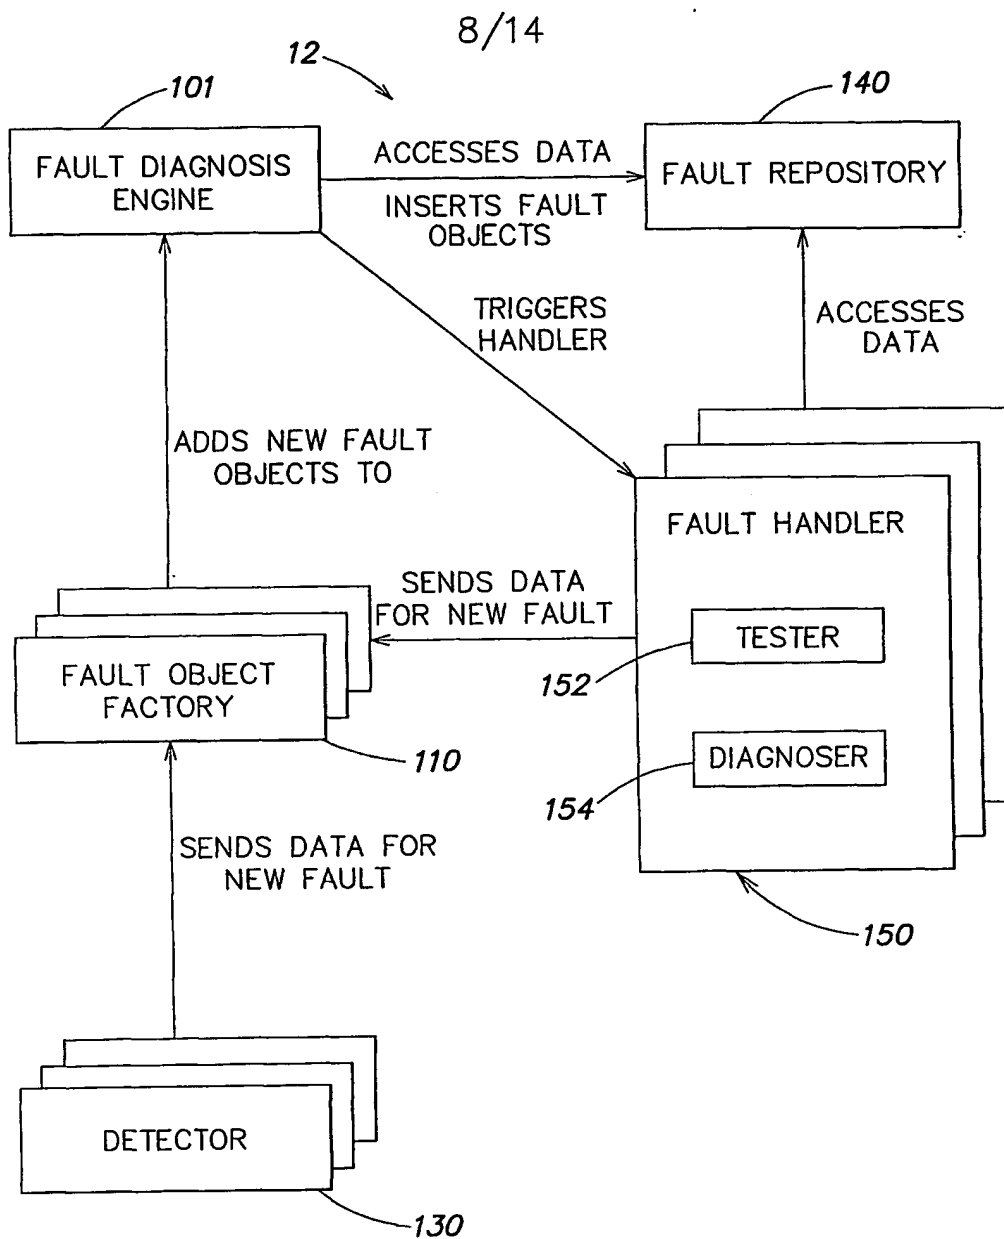 8/14
12
101
140
FAULT DIAGNOSIS
ENGINE
ACCESSES DATA
INSERTS FAULT
OBJECTS
FAULT REPOSITORY
TRIGGERS
HANDLER
ACCESSES
DATA
ADDS NEW FAULT
OBJECTS TO
FAULT HANDLER
SENDS DATA
FOR NEW FAULT
TESTER
152
FAULT OBJECT
FACTORY
110
DIAGNOSER
154
SENDS DATA FOR
NEW FAULT
150
DETECTOR
130